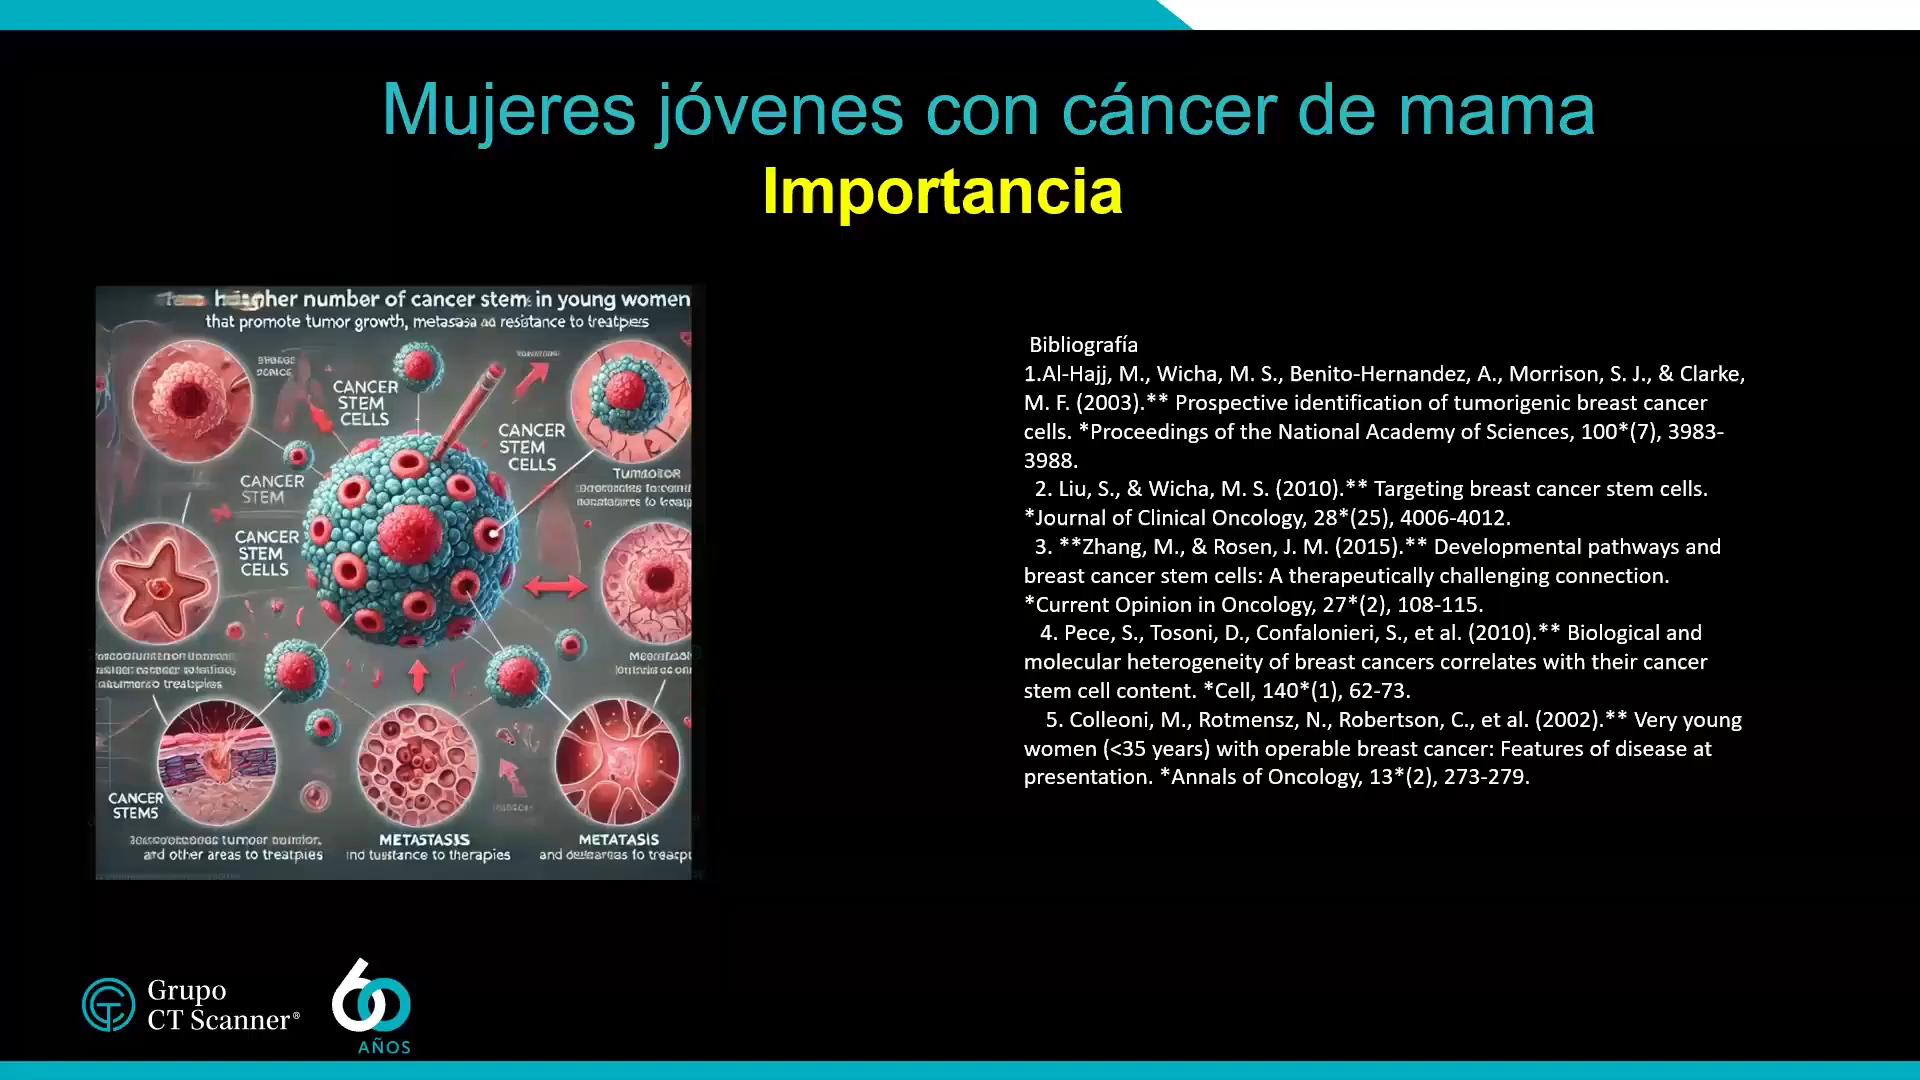 Mujeres jóvenes con cáncer de mama
Importancia
number of cancer stem in young women
that promote tumor growth, to
CANCER
STEM
CELLS
CANCER
STEM
CELLS
CANCER
STEM
CANCER
STEM
CELLS
CANCER
STEMS
and other areas to
METASTASIS
to therapies
METATASIS
and
Bibliografía
1.Al-Hajj, M., Wicha, M. S., Benito-Hernandez, A., Morrison, S. J., & Clarke,
M. F. (2003).** Prospective identification of tumorigenic breast cancer
cells. *Proceedings of the National Academy of Sciences, 100*(7), 3983-
3988.
2. Liu, S., & Wicha, M. S. (2010).** Targeting breast cancer stem cells.
*Journal of Clinical Oncology, 28*(25), 4006-4012.
3. **Zhang, M., & Rosen, J. M. (2015).** Developmental pathways and
breast cancer stem cells: A therapeutically challenging connection.
*Current Opinion in Oncology, 27*(2), 108-115.
4. Pece, S., Tosoni, D., Confalonieri, S., et al. (2010).** Biological and
molecular heterogeneity of breast cancers correlates with their cancer
stem cell content. *Cell, 140*(1), 62-73.
5. Colleoni, M., Rotmensz, N., Robertson, C., et al. (2002).** Very young
women (<35 years) with operable breast cancer: Features of disease at
presentation. *Annals of Oncology, 13*(2), 273-279.
Grupo
CT Scanner®
60
AÑOS